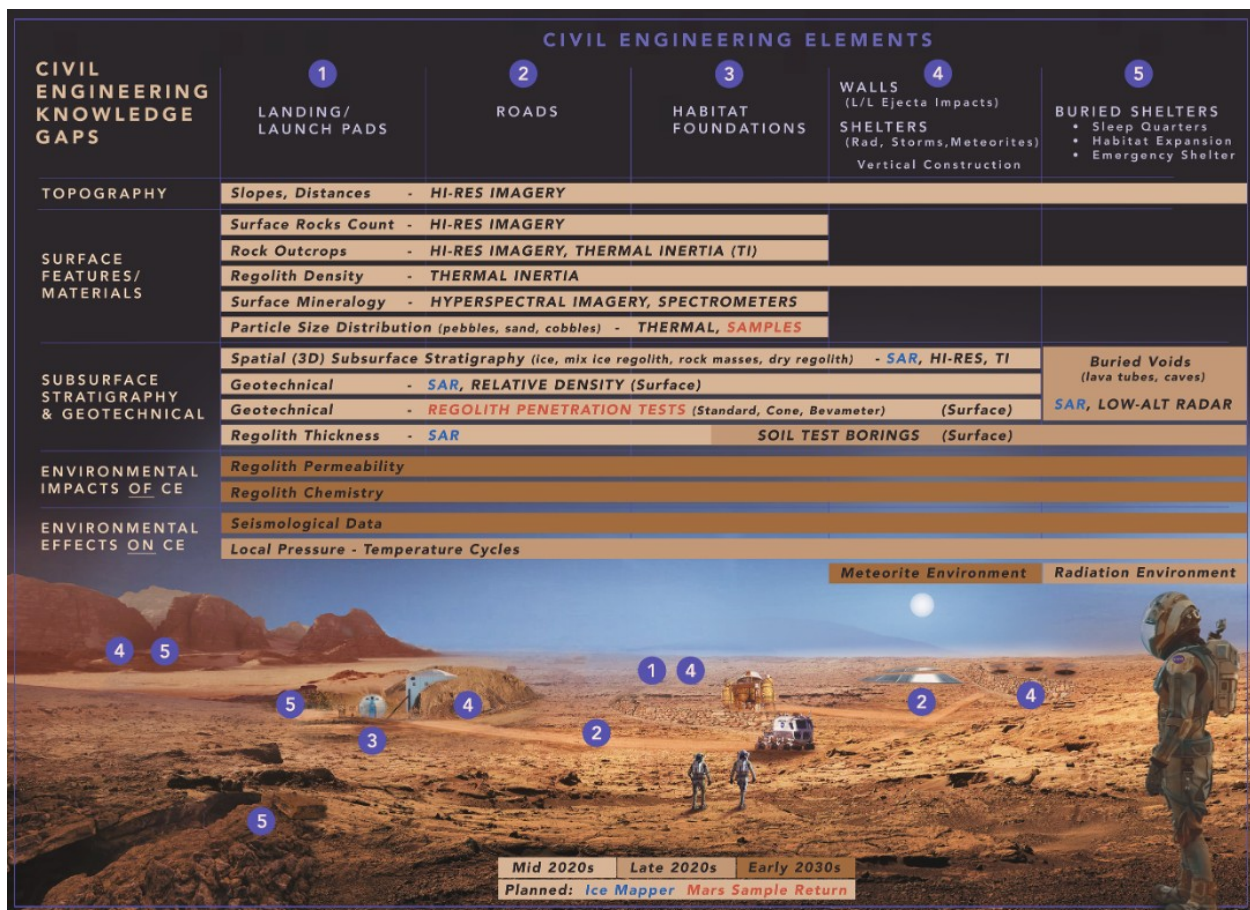 CIVIL ENGINEERING ELEMENTS
CIVIL
ENGINEERING
KNOWLEDGE
GAPS
1
LANDING/
LAUNCH PADS
2
ROADS
3
HABITAT
FOUNDATIONS
4
WALLS
(L/L Ejecta Impacts)
SHELTERS
(Rad, Storms,Meteorites)
Vertical Construction
5
BURIED SHELTERS
• Sleep Quarters
• Habitat Expansion
• Emergency Shelter
TOPOGRAPHY
Slopes, Distances - HI-RES IMAGERY
SURFACE
FEATURES/
MATERIALS
Surface Rocks Count - HI-RES IMAGERY
Rock Outcrops - HI-RES IMAGERY, THERMAL INERTIA (TI)
Regolith Density - THERMAL INERTIA
Surface Mineralogy - HYPERSPECTRAL IMAGERY, SPECTROMETERS
Particle Size Distribution (pebbles, sand, cobbles) - THERMAL, SAMPLES
SUBSURFACE
STRATIGRAPHY
& GEOTECHNICAL
Spatial (3D) Subsurface Stratigraphy (ice, mix ice regolith, rock masses, dry regolith) - SAR, HI-RES, TI
Geotechnical - SAR, RELATIVE DENSITY (Surface)
Geotechnical - REGOLITH PENETRATION TESTS (Standard, Cone, Bevameter) (Surface)
Regolith Thickness - SAR SOIL TEST BORINGS (Surface)
Buried Voids
(lava tubes, caves)
SAR, LOW-ALT RADAR
ENVIRONMENTAL
IMPACTS OF CE
Regolith Permeability
Regolith Chemistry
ENVIRONMENTAL
EFFECTS ON CE
Seismological Data
Local Pressure - Temperature Cycles
Meteorite Environment Radiation Environment
4 5
1 4
5
4
2
4
3
2
5
Mid 2020s Late 2020s Early 2030s
Planned: Ice Mapper Mars Sample Return